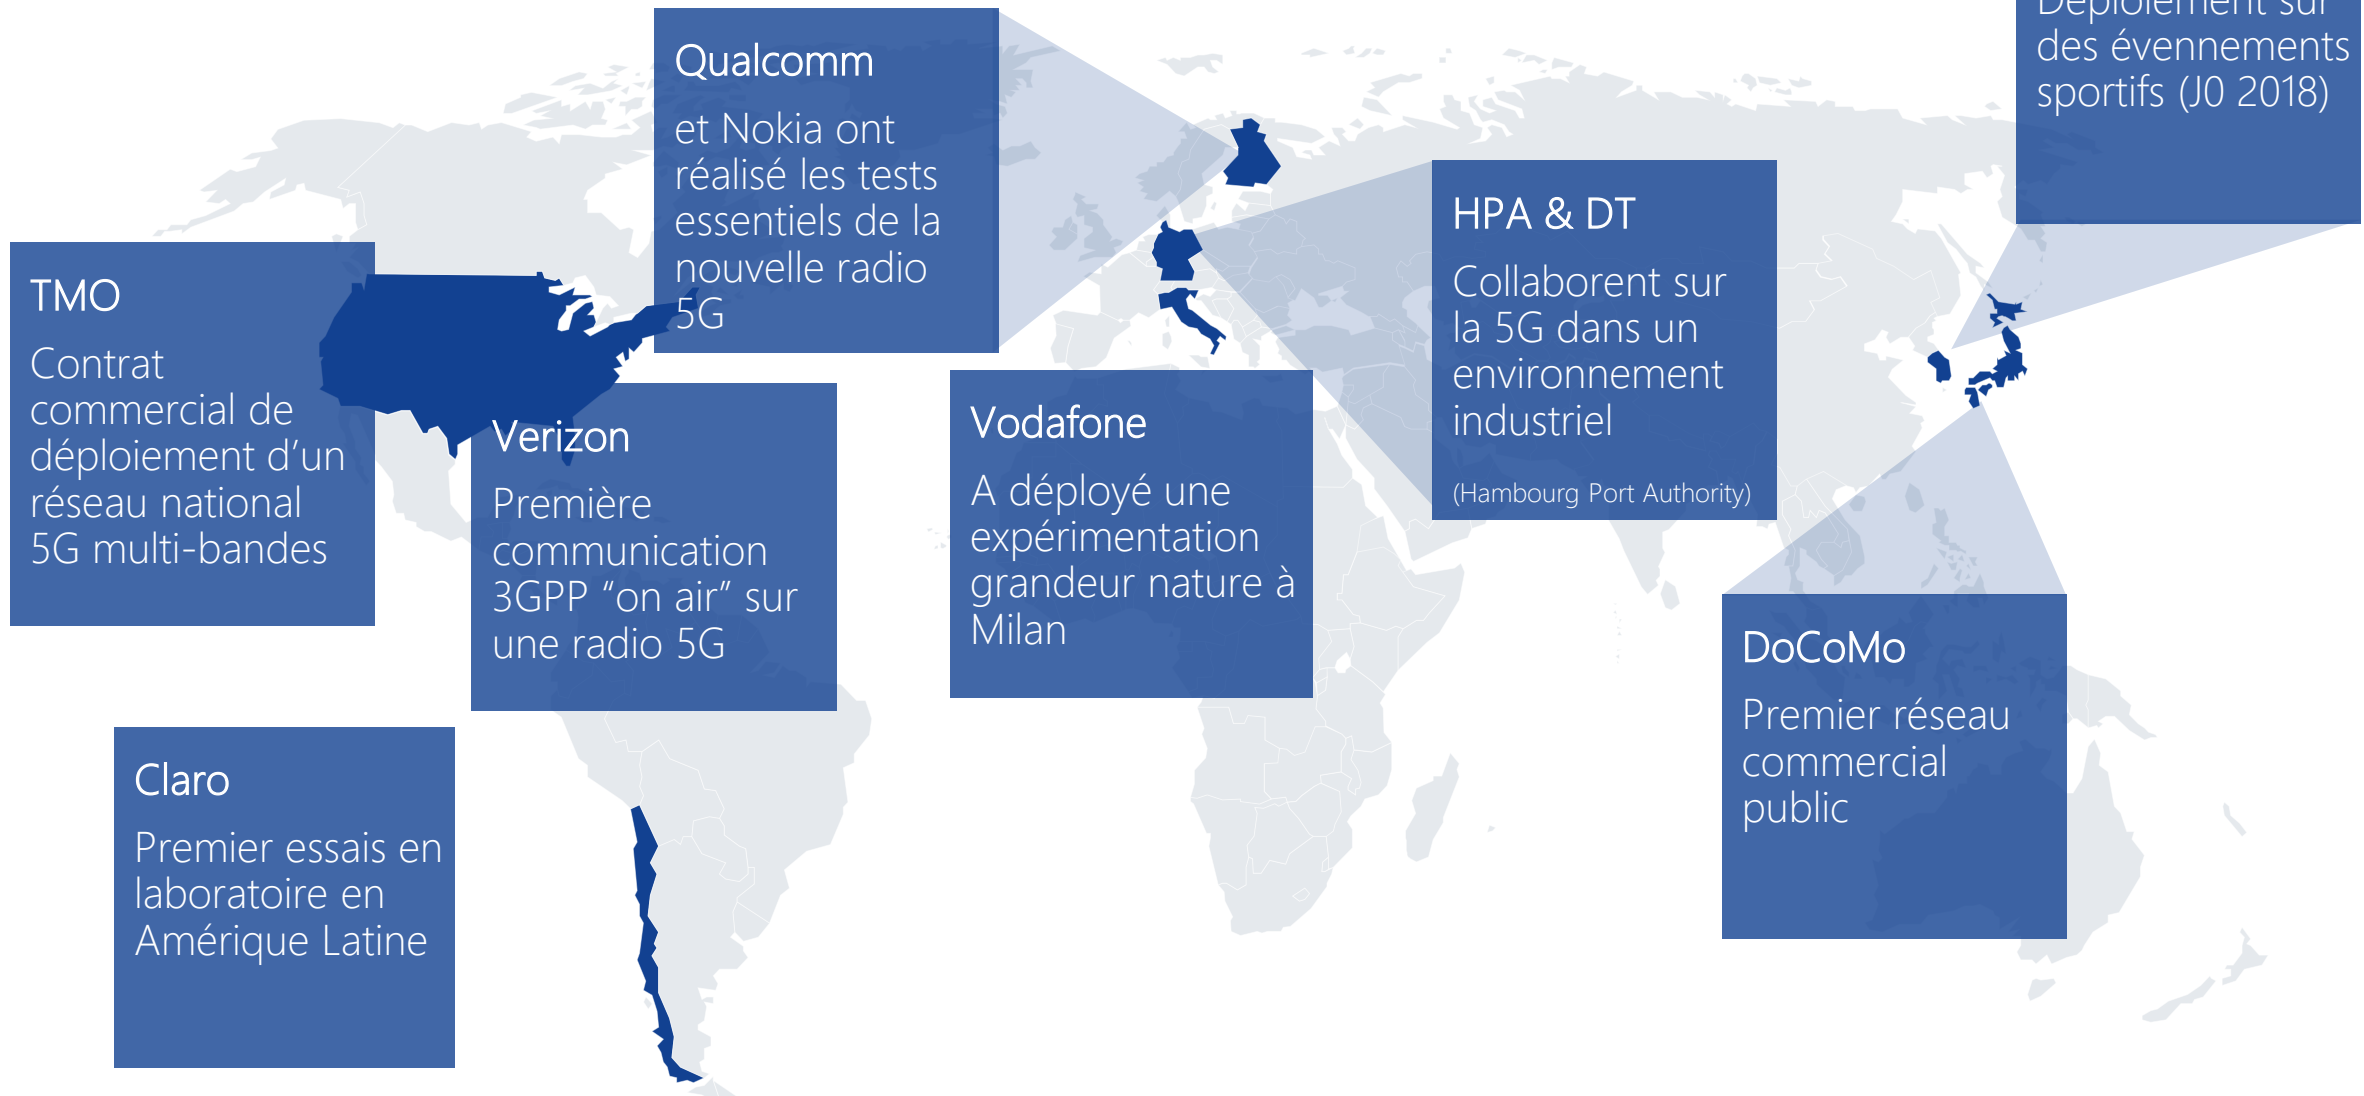 Qualcomm
et Nokia ont
réalisé les tests
essentiels de la
nouvelle radio
5G
Déploiement sur
des évennements
sportifs (J0 2018)
HPA & DT
Collaborent sur
la 5G dans un
environnement
industriel
(Hambourg Port Authority)
TMO
Contrat
commercial de
déploiement d’un
réseau national
5G multi-bandes
Verizon
Première
communication
3GPP “on air” sur
une radio 5G
Vodafone
A déployé une
expérimentation
grandeur nature à
Milan
DoCoMo
Premier réseau
commercial
public
Claro
Premier essais en
laboratoire en
Amérique Latine